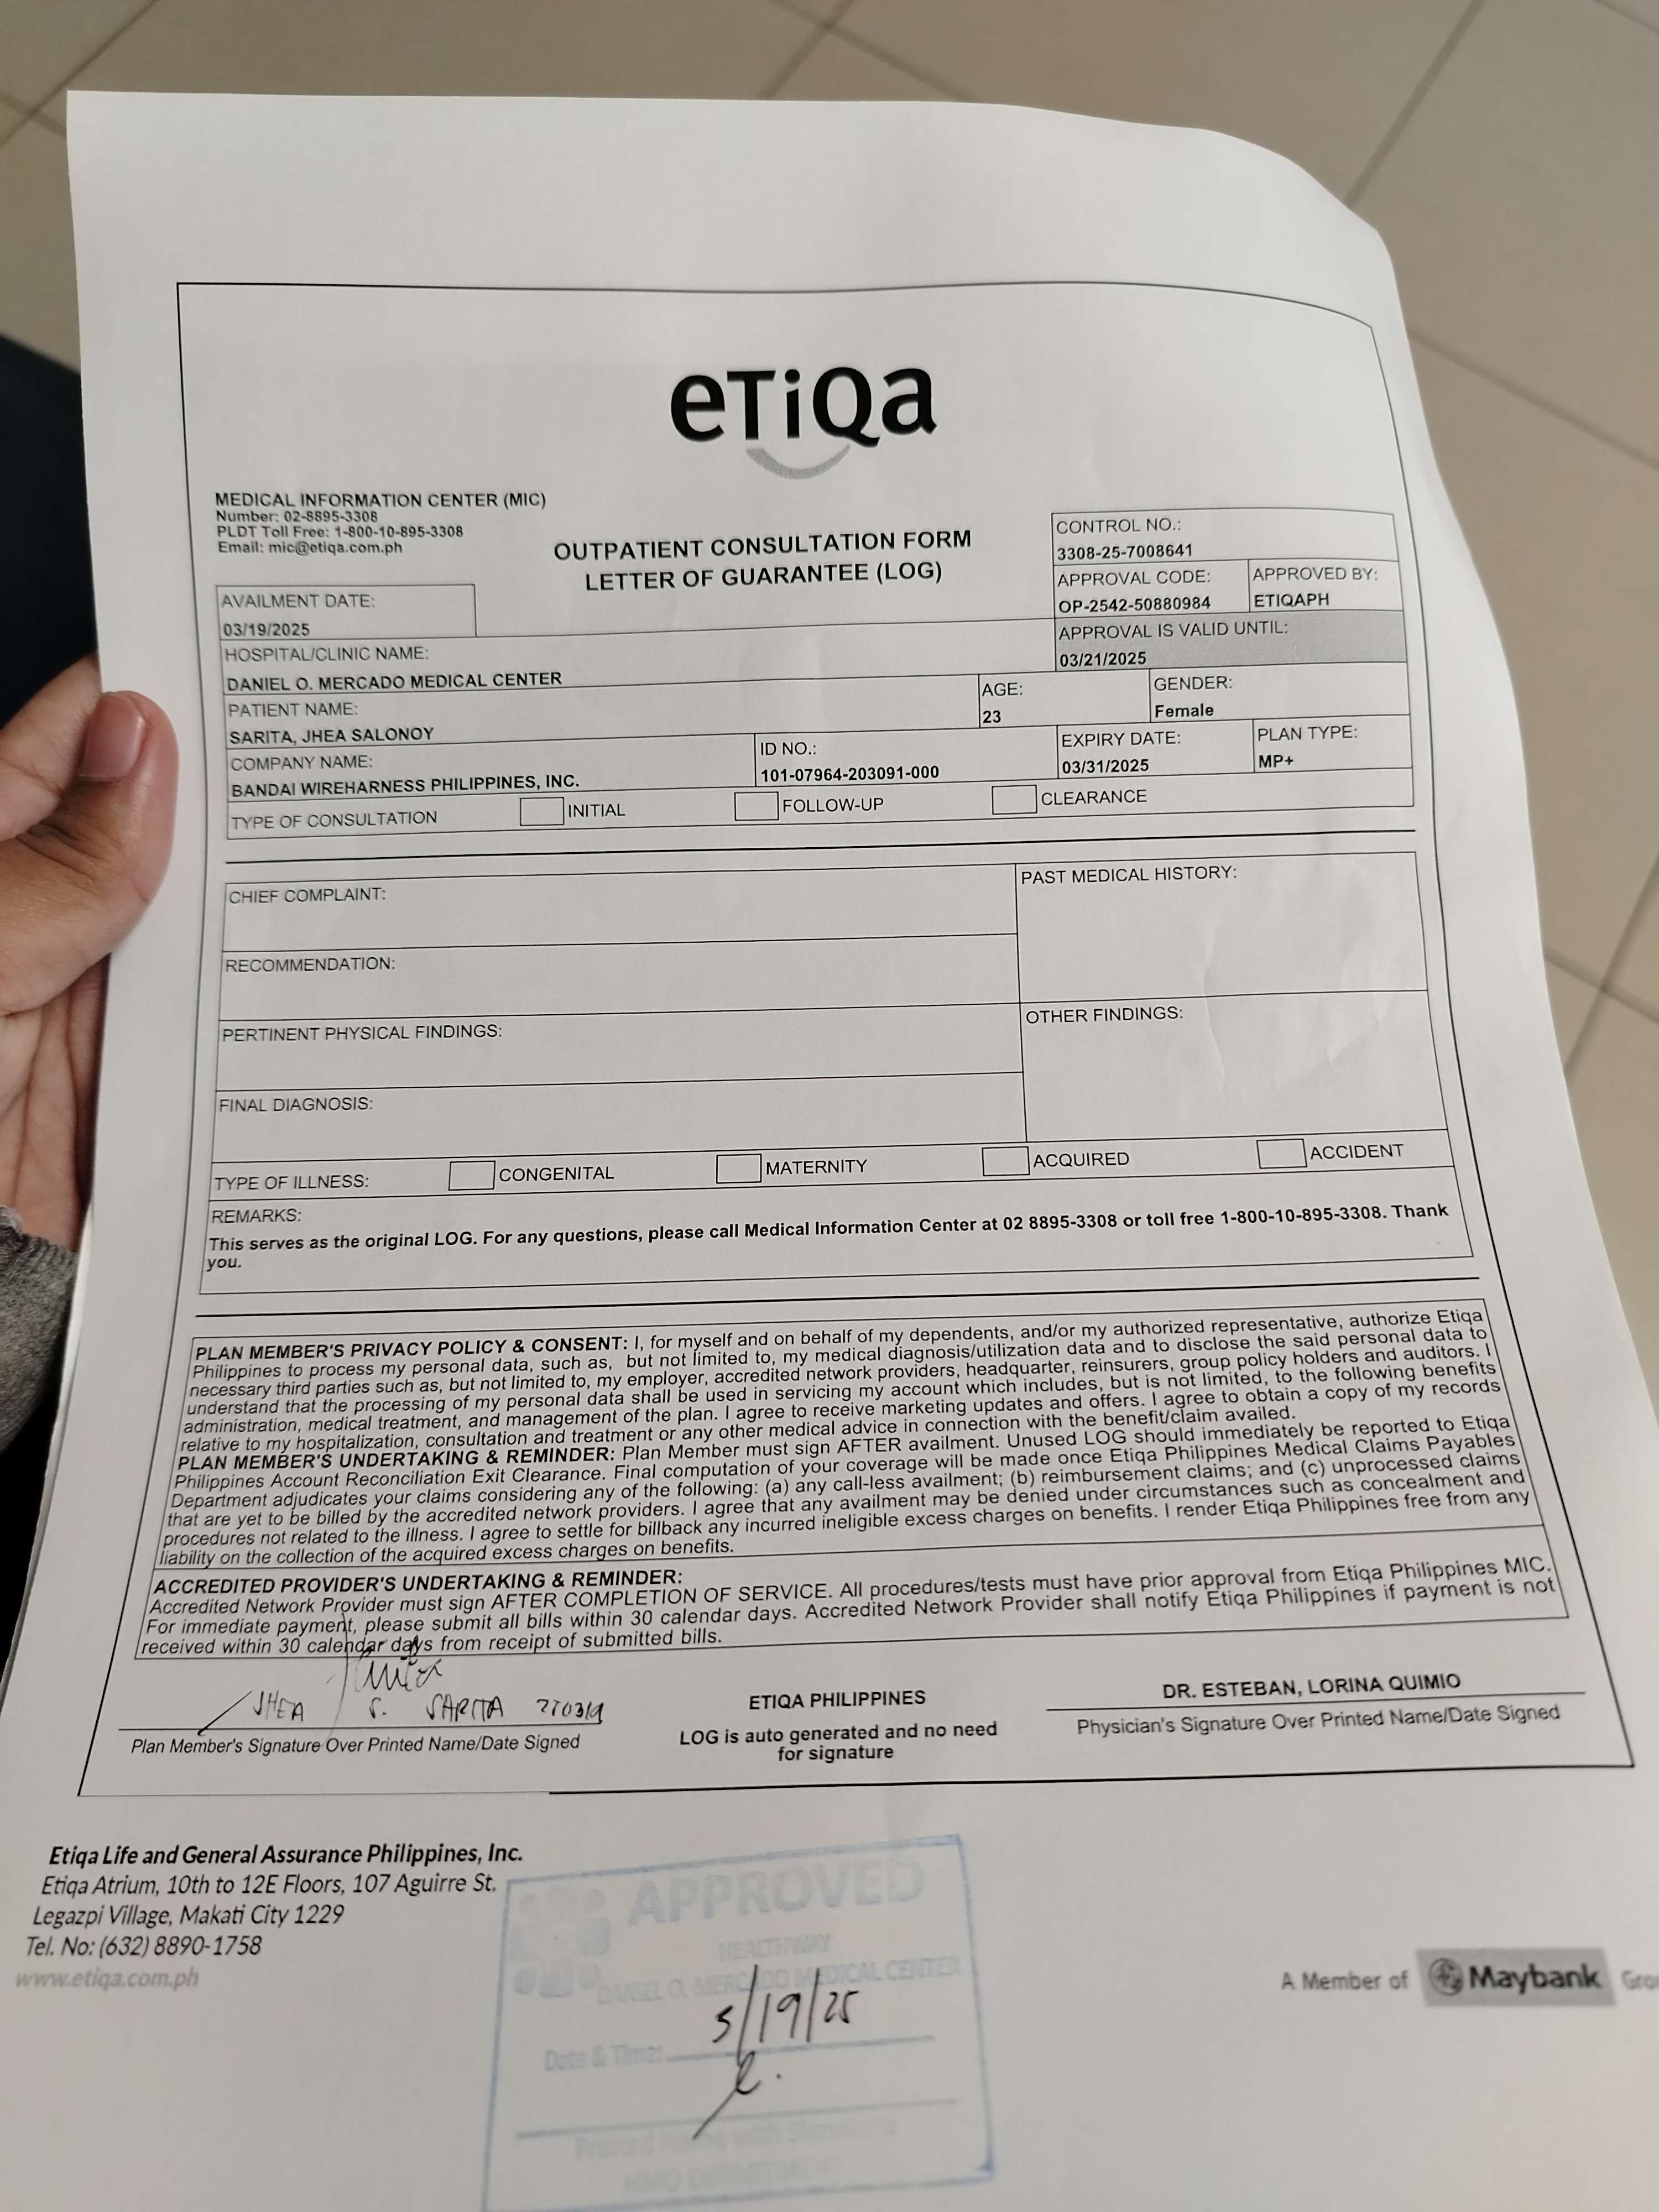 eTiQa
MEDICAL INFORMATION CENTER (MIC)
Number: 02-8895-3308
PLDT Toll Free: 1-800-10-895-3308
Email: mic@etiqa.com.ph
OUTPATIENT CONSULTATION FORM
LETTER OF GUARANTEE (LOG)
CONTROL NO.:
3308-25-7008641
APPROVAL CODE:
OP-2542-50880984
APPROVED BY:
ETIQAPH
AVAILMENT DATE:
03/19/2025
APPROVAL IS VALID UNTIL:
03/21/2025
HOSPITAL/CLINIC NAME:
DANIEL O. MERCADO MEDICAL CENTER
PATIENT NAME:
SARITA, JHEA SALONOY
AGE:
23
GENDER:
Female
COMPANY NAME:
BANDAI WIREHARNESS PHILIPPINES, INC.
ID NO.:
101-07964-203091-000
EXPIRY DATE:
03/31/2025
PLAN TYPE:
MP+
TYPE OF CONSULTATION INITIAL FOLLOW-UP CLEARANCE
CHIEF COMPLAINT:
PAST MEDICAL HISTORY:
RECOMMENDATION:
PERTINENT PHYSICAL FINDINGS:
OTHER FINDINGS:
FINAL DIAGNOSIS:
TYPE OF ILLNESS: CONGENITAL MATERNITY ACQUIRED ACCIDENT
REMARKS:
This serves as the original LOG. For any questions, please call Medical Information Center at 02 8895-3308 or toll free 1-800-10-895-3308. Thank
you.
PLAN MEMBER'S PRIVACY POLICY & CONSENT: I, for myself and on behalf of my dependents, and/or my authorized representative, authorize Etiqa
Philippines to process my personal data, such as, but not limited to, my medical diagnosis/utilization data and to disclose the said personal data to
necessary third parties such as, but not limited to, my employer, accredited network providers, headquarter, reinsurers, group policy holders and auditors. I
understand that the processing of my personal data shall be used in servicing my account which includes, but is not limited, to the following benefits
administration, medical treatment, and management of the plan. I agree to receive marketing updates and offers. I agree to obtain a copy of my records
relative to my hospitalization, consultation and treatment or any other medical advice in connection with the benefit/claim availed.
PLAN MEMBER'S UNDERTAKING & REMINDER: Plan Member must sign AFTER availment. Unused LOG should immediately be reported to Etiqa
Philippines Account Reconciliation Exit Clearance. Final computation of your coverage will be made once Etiqa Philippines Medical Claims Payables
Department adjudicates your claims considering any of the following: (a) any call-less availment; (b) reimbursement claims; and (c) unprocessed claims
that are yet to be billed by the accredited network providers. I agree that any availment may be denied under circumstances such as concealment and
procedures not related to the illness. I agree to settle for billback any incurred ineligible excess charges on benefits. I render Etiqa Philippines free from any
liability on the collection of the acquired excess charges on benefits.
ACCREDITED PROVIDER'S UNDERTAKING & REMINDER:
Accredited Network Provider must sign AFTER COMPLETION OF SERVICE. All procedures/tests must have prior approval from Etiqa Philippines MIC.
For immediate payment, please submit all bills within 30 calendar days. Accredited Network Provider shall notify Etiqa Philippines if payment is not
received within 30 calendar days from receipt of submitted bills.
JHEA S. SARITA
Plan Member's Signature Over Printed Name/Date Signed
ETIQA PHILIPPINES
LOG is auto generated and no need
for signature
DR. ESTEBAN, LORINA QUIMIO
Physician's Signature Over Printed Name/Date Signed
Etiqa Life and General Assurance Philippines, Inc.
Etiqa Atrium, 10th to 12E Floors, 107 Aguirre St.
Legazpi Village, Makati City 1229
Tel. No: (632) 8890-1758
www.etiqa.com.ph
APPROVED
HEALTHWAY
DANIEL O. MERCADO MEDICAL CENTER
Date & Time: 3/19/25
Printed Name with Signature
HMO DEPARTMENT
A Member of Maybank